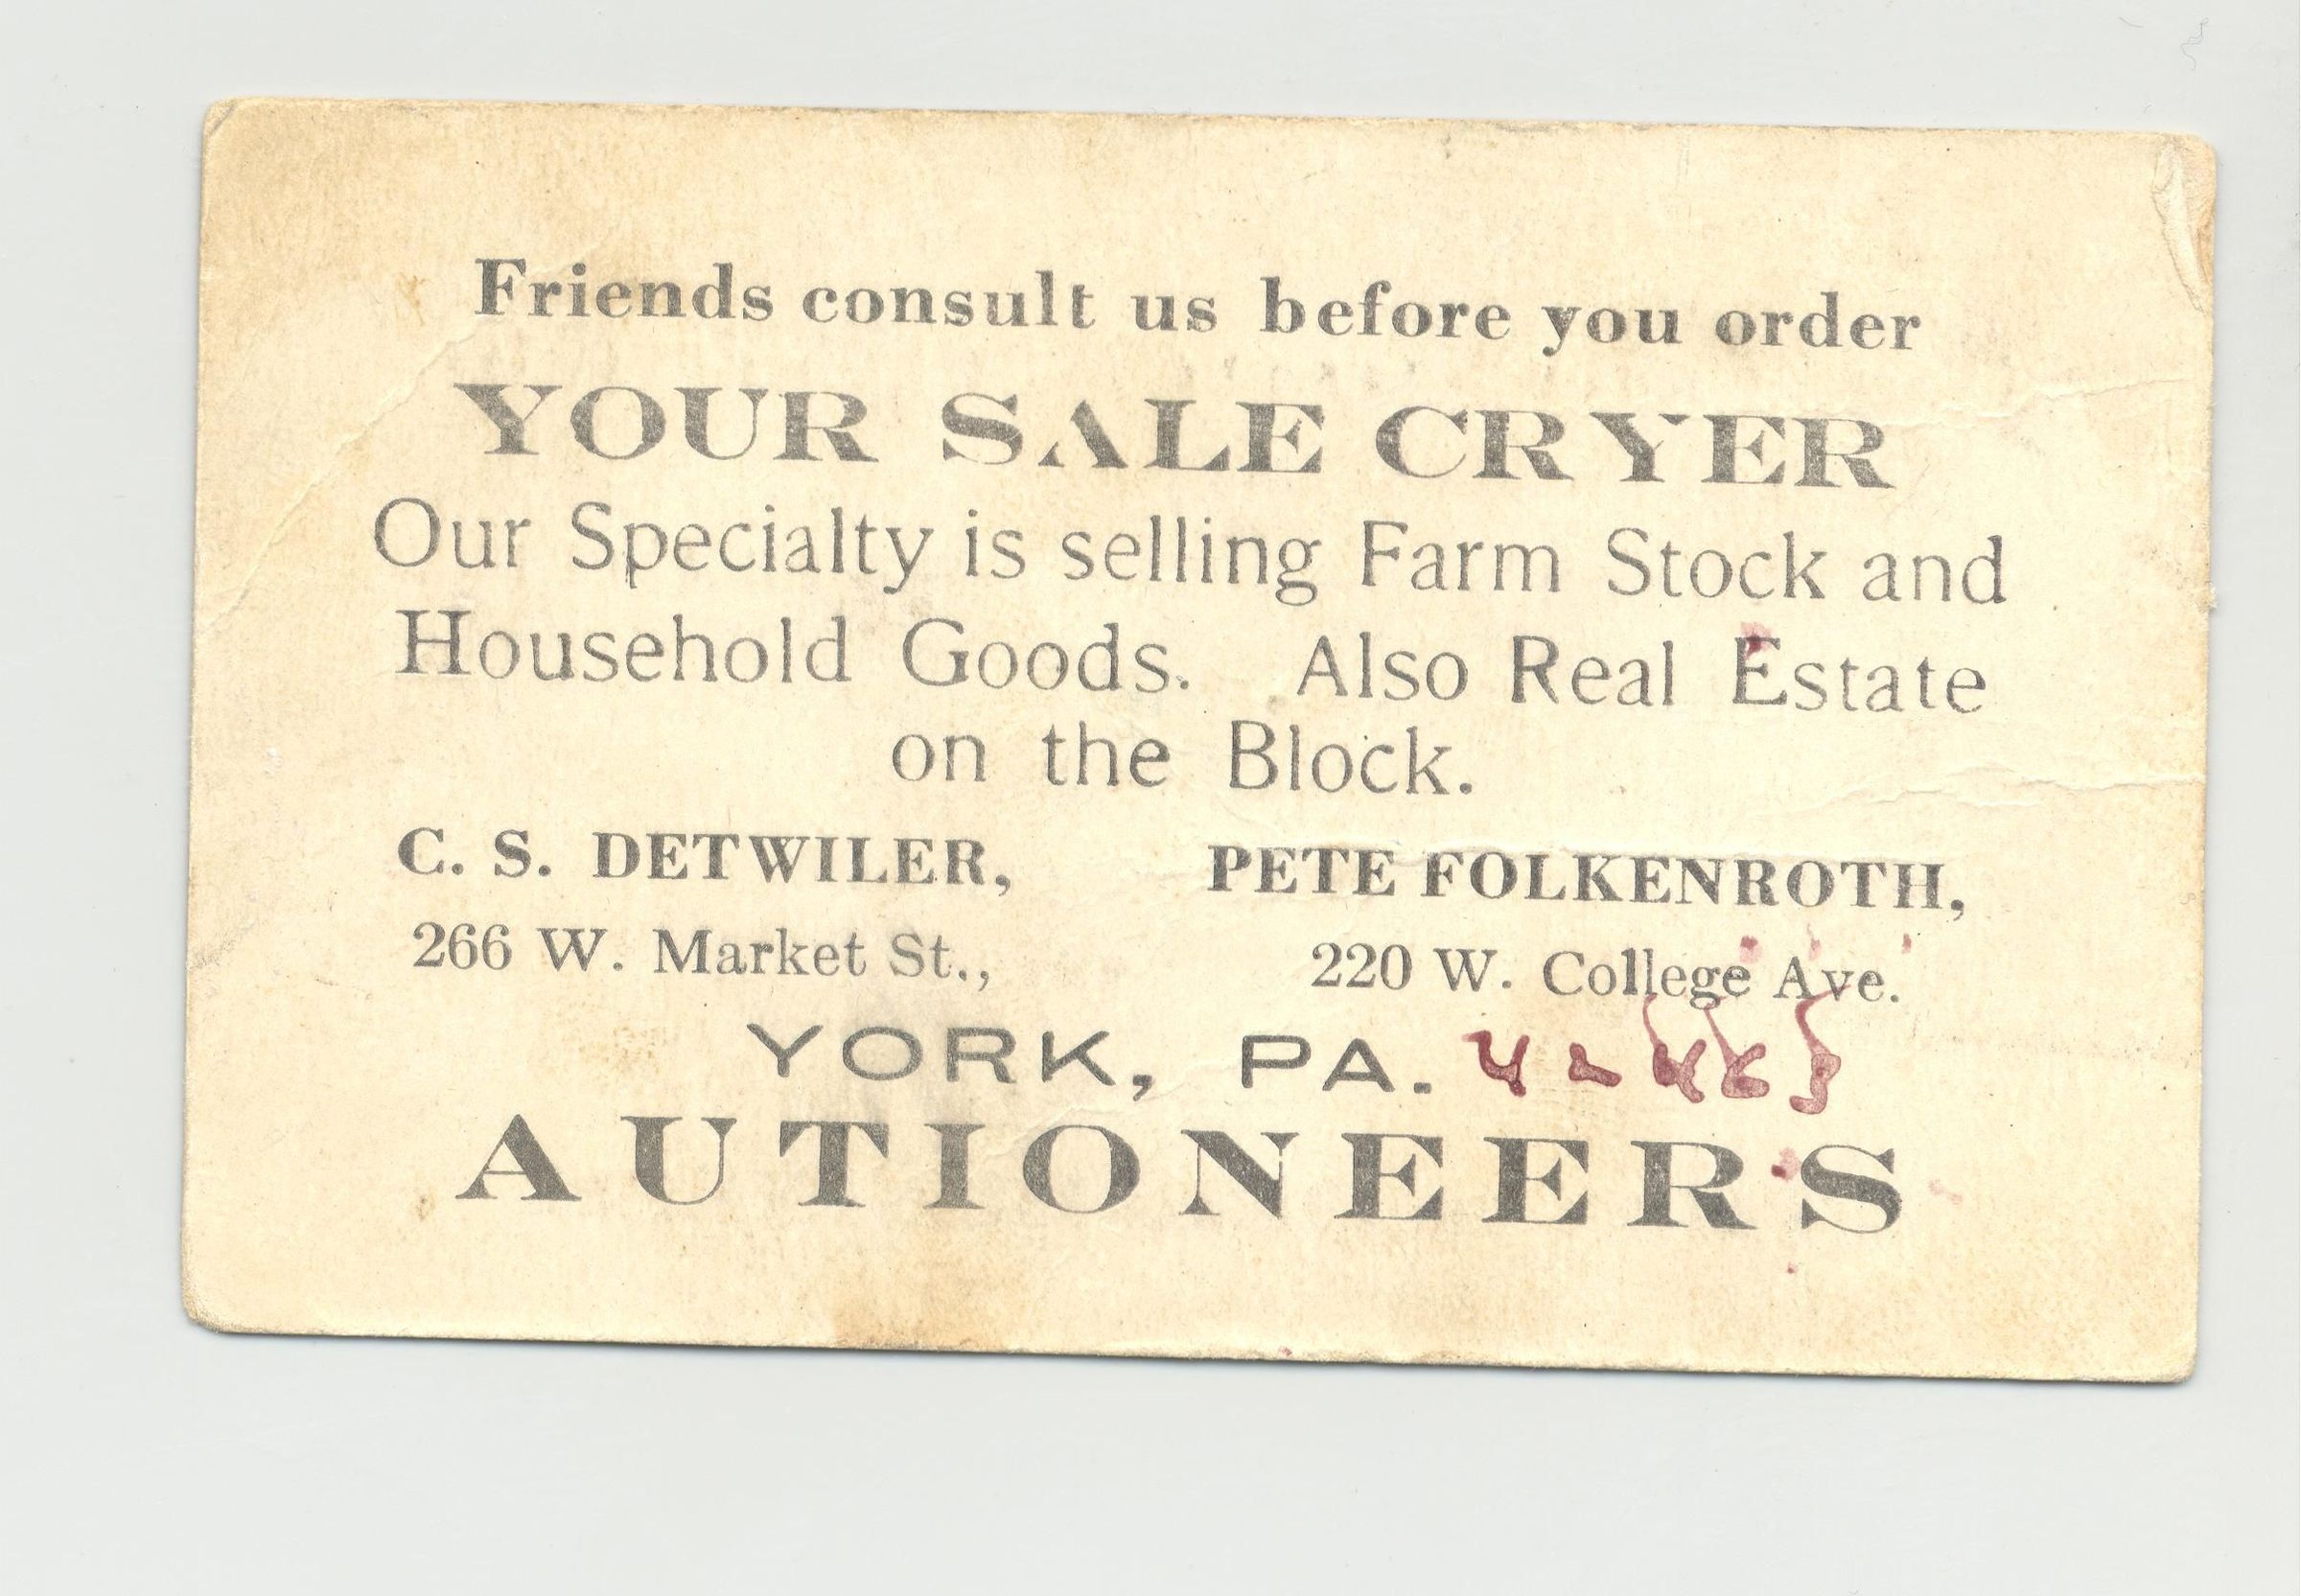 Friends consult us before you order
YOUR SALE CRYER
Our Specialty is selling Farm Stock and
Household Goods. Also Real Estate
on the Block.
C. S. DETWILER, PETE FOLKENROTH,
266 W. Market St., 220 W. College Ave.
YORK, PA.
AUTIONEERS